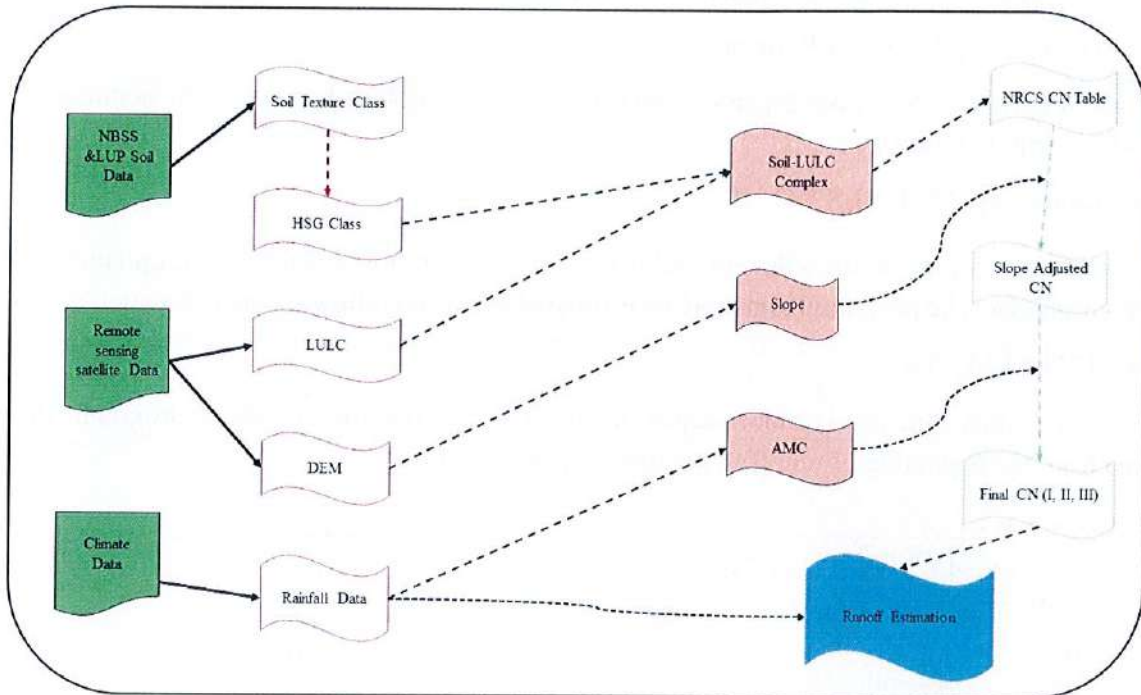 Soil Texture Class
NRCS CN Table
NBSS
&LUP Soil
Data
Soil-LULC
Complex
HSG Class
Slope Adjusted
CN
Slope
Remote
sensing
satellite Data
LULC
AMC
DEM
Final CN (I, II, III)
Climate
Data
Rainfall Data
Runoff Estimation